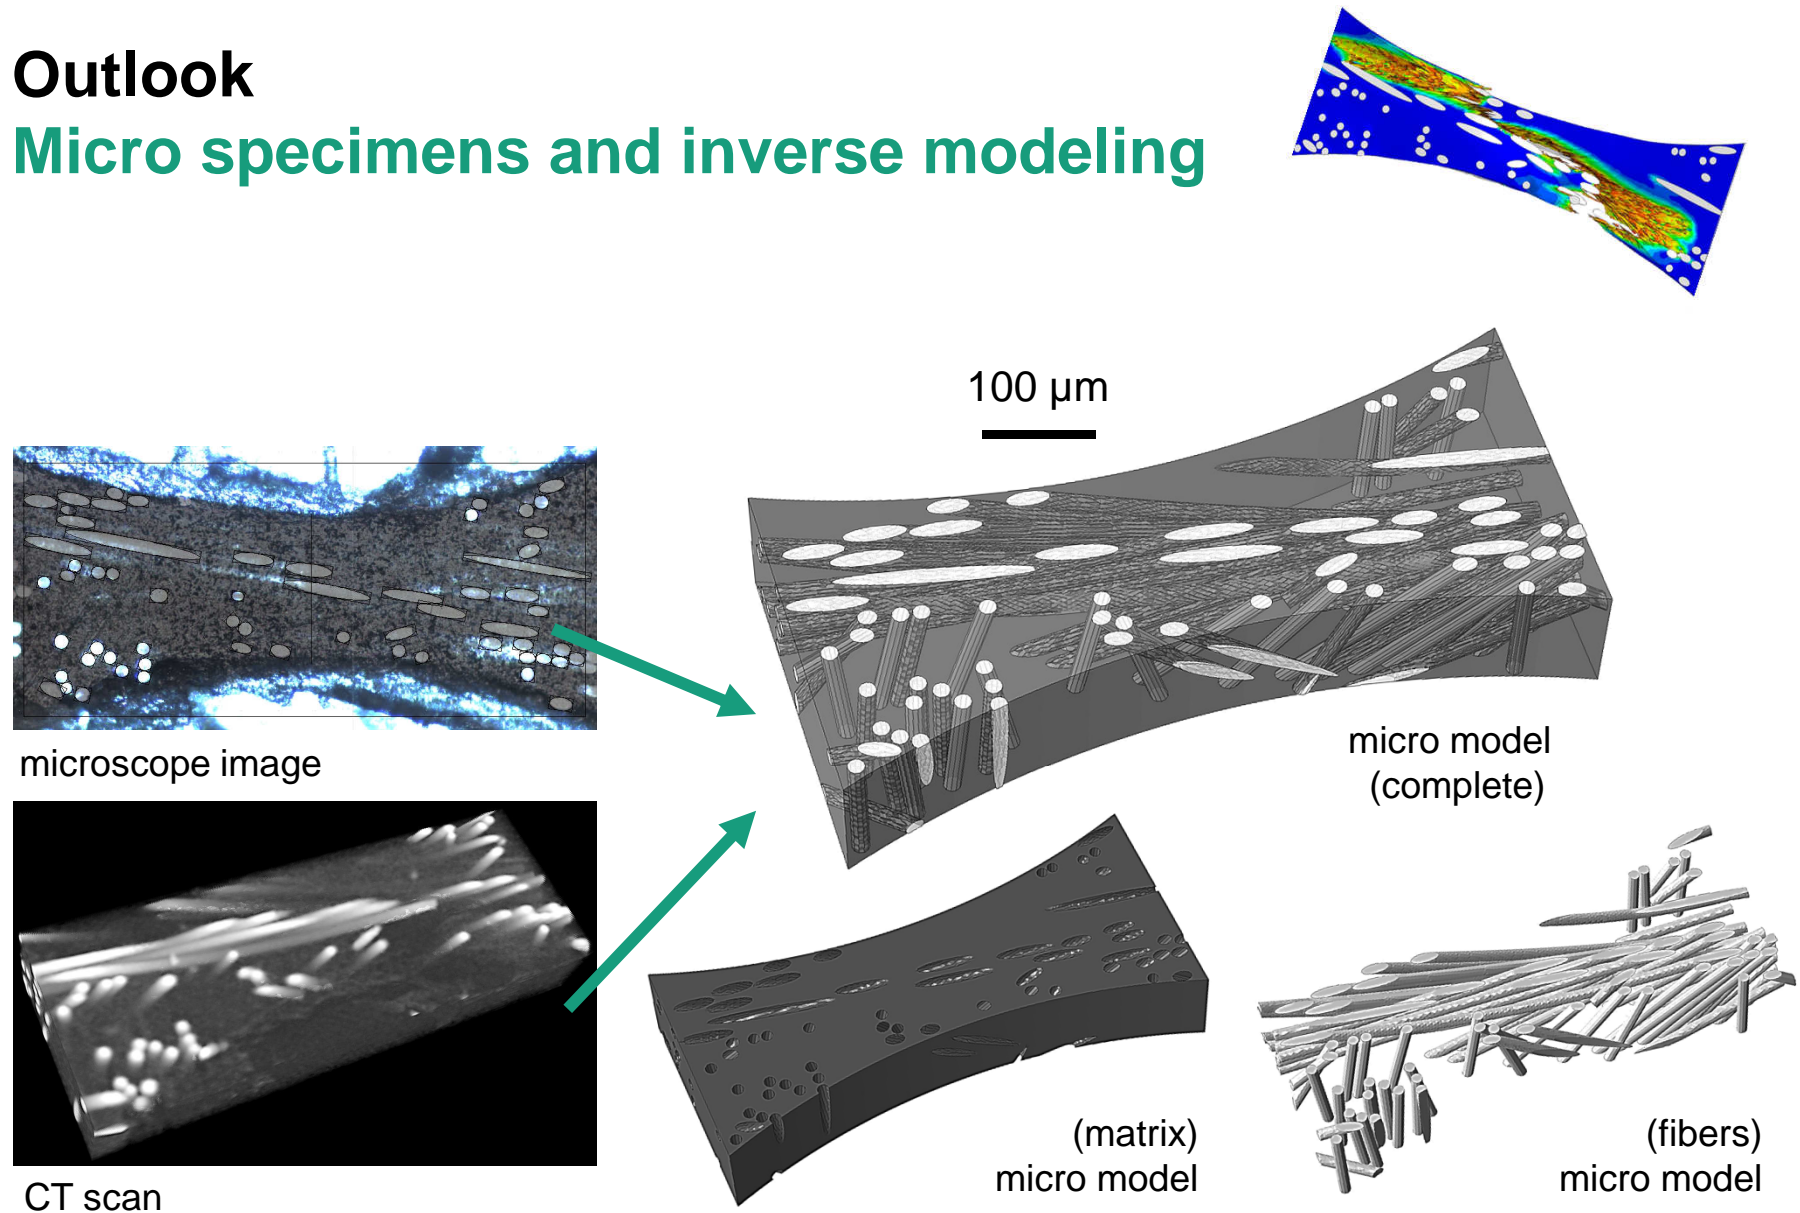 Outlook
Micro specimens and inverse modeling
100 µm
microscope image
micro model
(complete)
(matrix)
micro model
(fibers)
micro model
CT scan